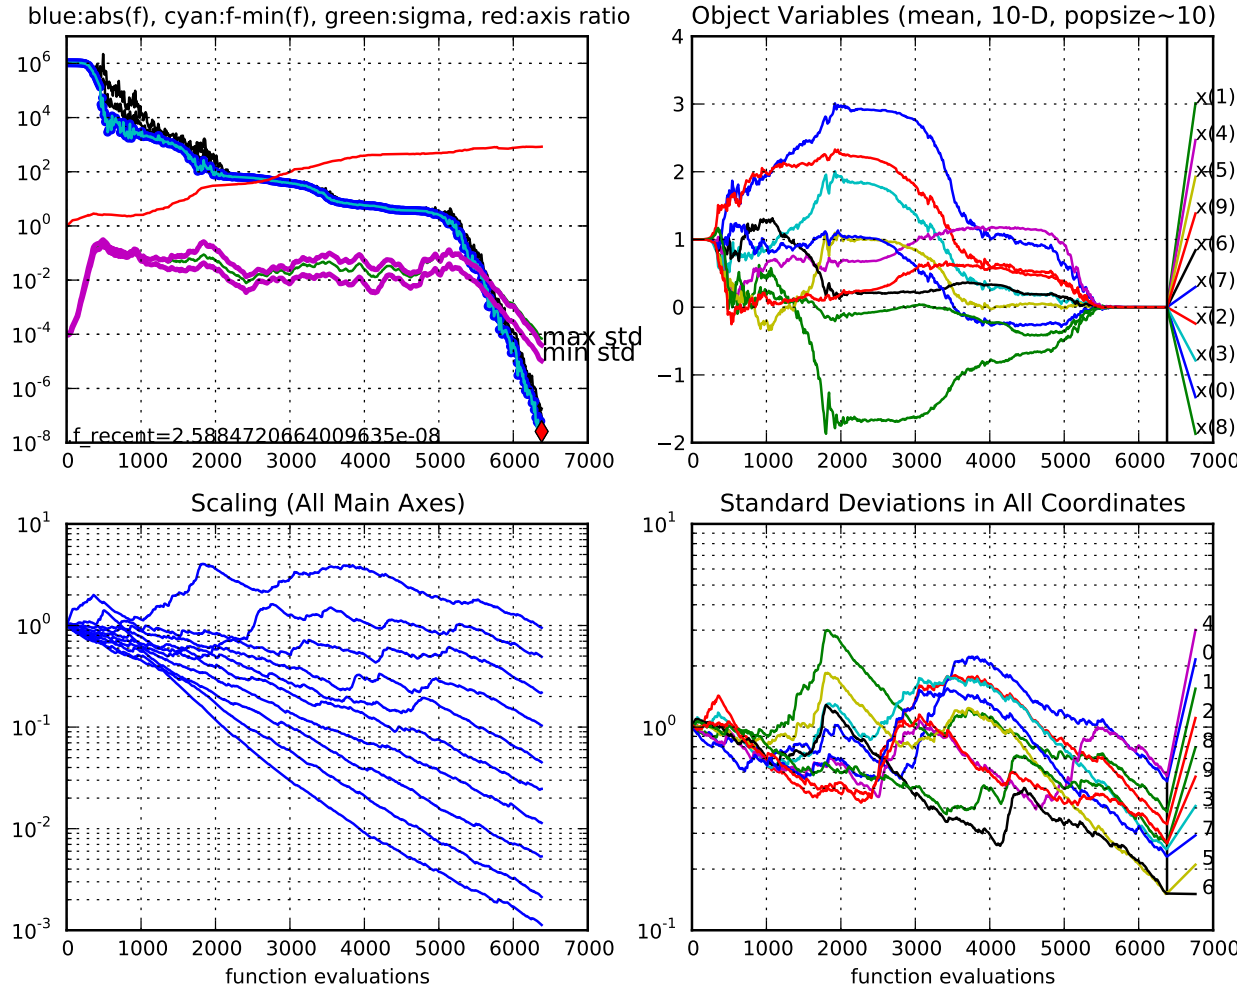 blue:abs(f), cyan:f-min(f), green:sigma, red:axis ratio
10^6
10^4
10^2
10^0
10^-2
10^-4
10^-6
10^-8
max std
min std
.f_recent=2.5884720664009635e-08
0 1000 2000 3000 4000 5000 6000 7000
Object Variables (mean, 10-D, popsize~10)
4
3
2
1
0
−1
−2
x(1)
x(4)
x(5)
x(9)
x(6)
x(7)
x(2)
x(3)
x(0)
x(8)
0 1000 2000 3000 4000 5000 6000 7000
Scaling (All Main Axes)
10^1
10^0
10^-1
10^-2
10^-3
0 1000 2000 3000 4000 5000 6000 7000
function evaluations
Standard Deviations in All Coordinates
10^1
10^0
10^-1
4
0
1
2
8
9
3
7
5
6
0 1000 2000 3000 4000 5000 6000 7000
function evaluations